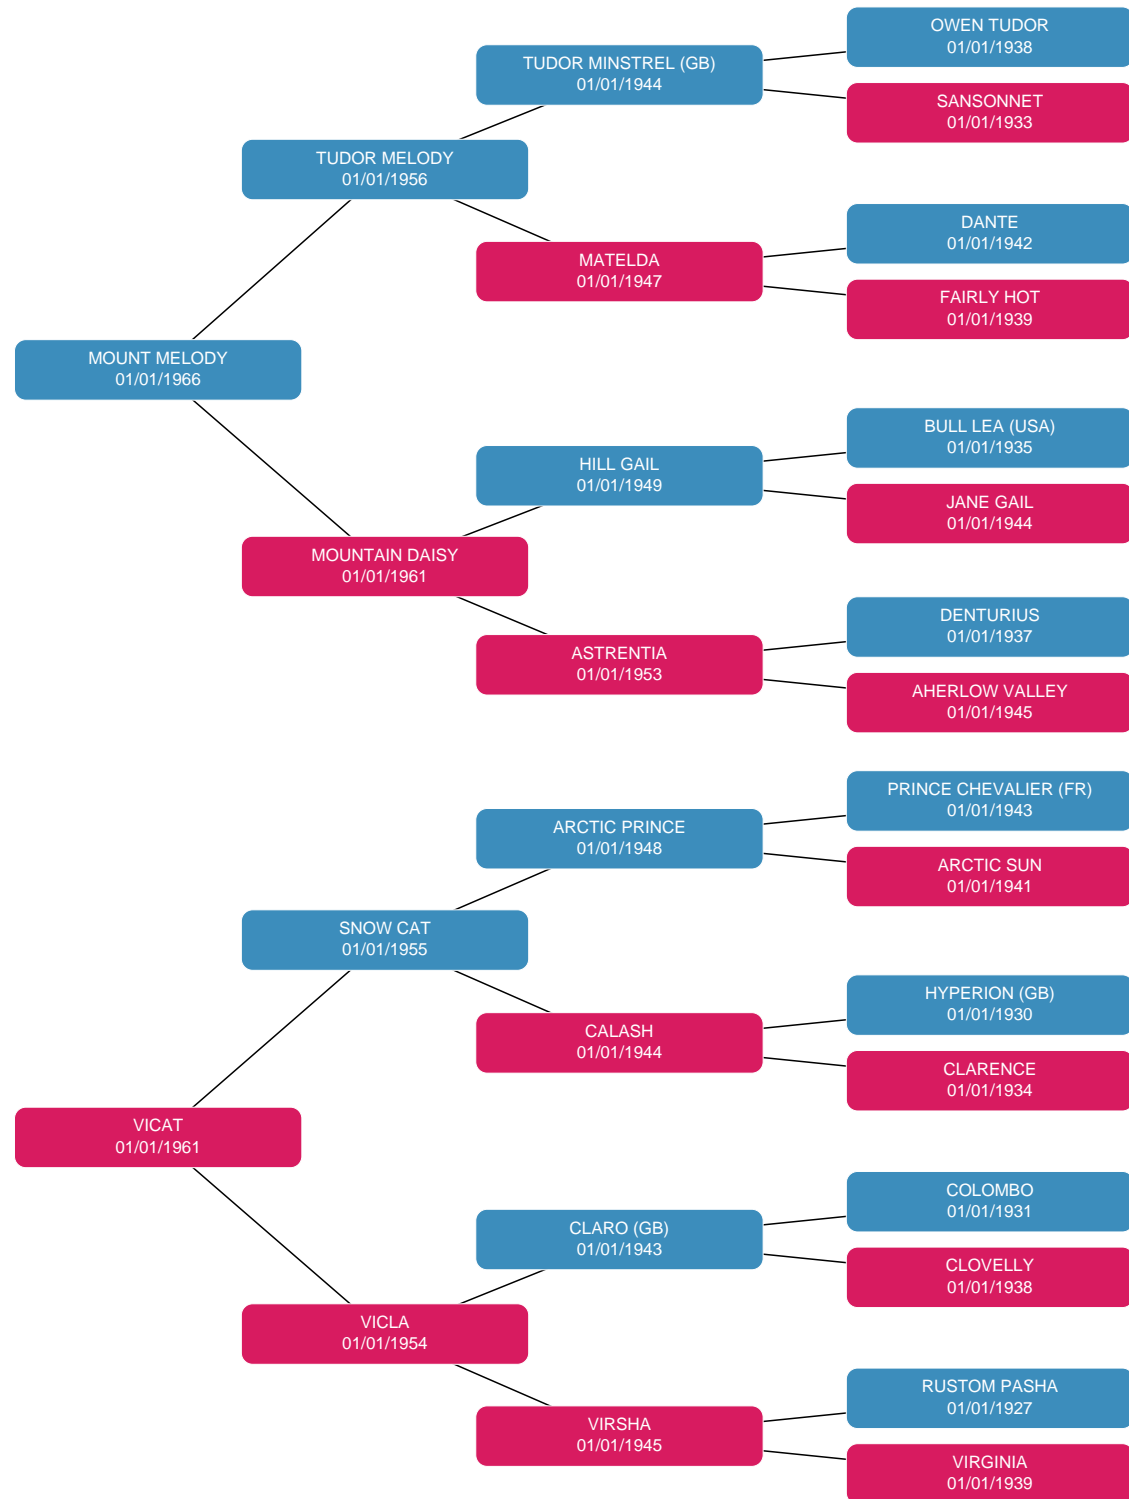 OWEN TUDOR
01/01/1938
TUDOR MINSTREL (GB)
01/01/1944
SANSONNET
01/01/1933
TUDOR MELODY
01/01/1956
DANTE
01/01/1942
MATELDA
01/01/1947
FAIRLY HOT
01/01/1939
MOUNT MELODY
01/01/1966
BULL LEA (USA)
01/01/1935
HILL GAIL
01/01/1949
JANE GAIL
01/01/1944
MOUNTAIN DAISY
01/01/1961
DENTURIUS
01/01/1937
ASTRENTIA
01/01/1953
AHERLOW VALLEY
01/01/1945
PRINCE CHEVALIER (FR)
01/01/1943
ARCTIC PRINCE
01/01/1948
ARCTIC SUN
01/01/1941
SNOW CAT
01/01/1955
HYPERION (GB)
01/01/1930
CALASH
01/01/1944
CLARENCE
01/01/1934
VICAT
01/01/1961
COLOMBO
01/01/1931
CLARO (GB)
01/01/1943
CLOVELLY
01/01/1938
VICLA
01/01/1954
RUSTOM PASHA
01/01/1927
VIRSHA
01/01/1945
VIRGINIA
01/01/1939